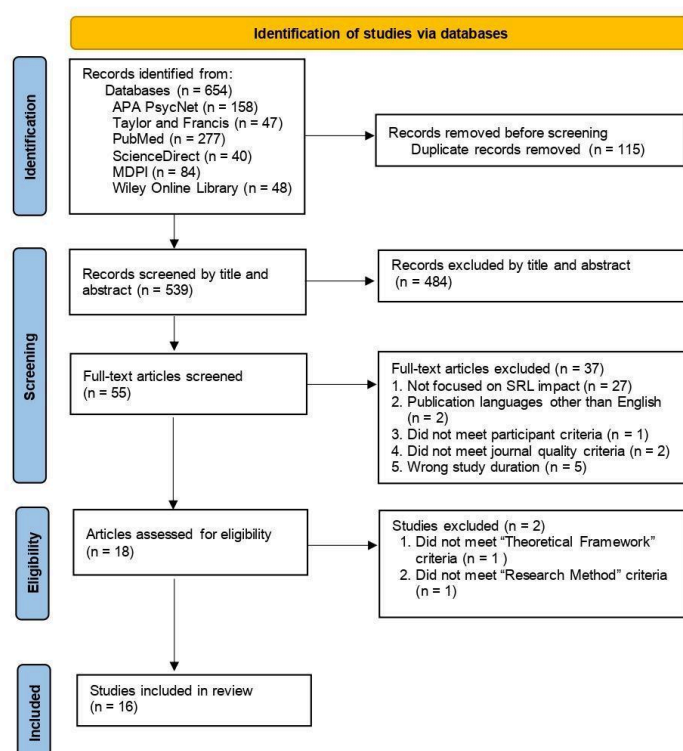 Identification of studies via databases
Identification
Records identified from:
Databases (n = 654)
APA PsycNet (n = 158)
Taylor and Francis (n = 47)
PubMed (n = 277)
ScienceDirect (n = 40)
MDPI (n = 84)
Wiley Online Library (n = 48)
Records removed before screening
Duplicate records removed (n = 115)
Screening
Records screened by title and
abstract (n = 539)
Records excluded by title and abstract
(n = 484)
Full-text articles screened
(n = 55)
Full-text articles excluded (n = 37)
1. Not focused on SRL impact (n = 27)
2. Publication languages other than English
(n = 2)
3. Did not meet participant criteria (n = 1)
4. Did not meet journal quality criteria (n = 2)
5. Wrong study duration (n = 5)
Eligibility
Articles assessed for eligibility
(n = 18)
Studies excluded (n = 2)
1. Did not meet “Theoretical Framework”
criteria (n = 1 )
2. Did not meet “Research Method” criteria
(n = 1)
Included
Studies included in review
(n = 16)